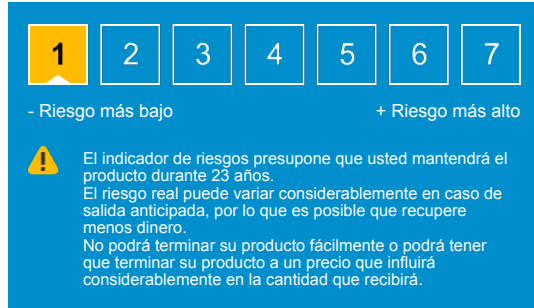 1 2 3 4 5 6 7
- Riesgo más bajo + Riesgo más alto
El indicador de riesgos presupone que usted mantendrá el
producto durante 23 años.
El riesgo real puede variar considerablemente en caso de
salida anticipada, por lo que es posible que recupere
menos dinero.
No podrá terminar su producto fácilmente o podrá tener
que terminar su producto a un precio que influirá
considerablemente en la cantidad que recibirá.